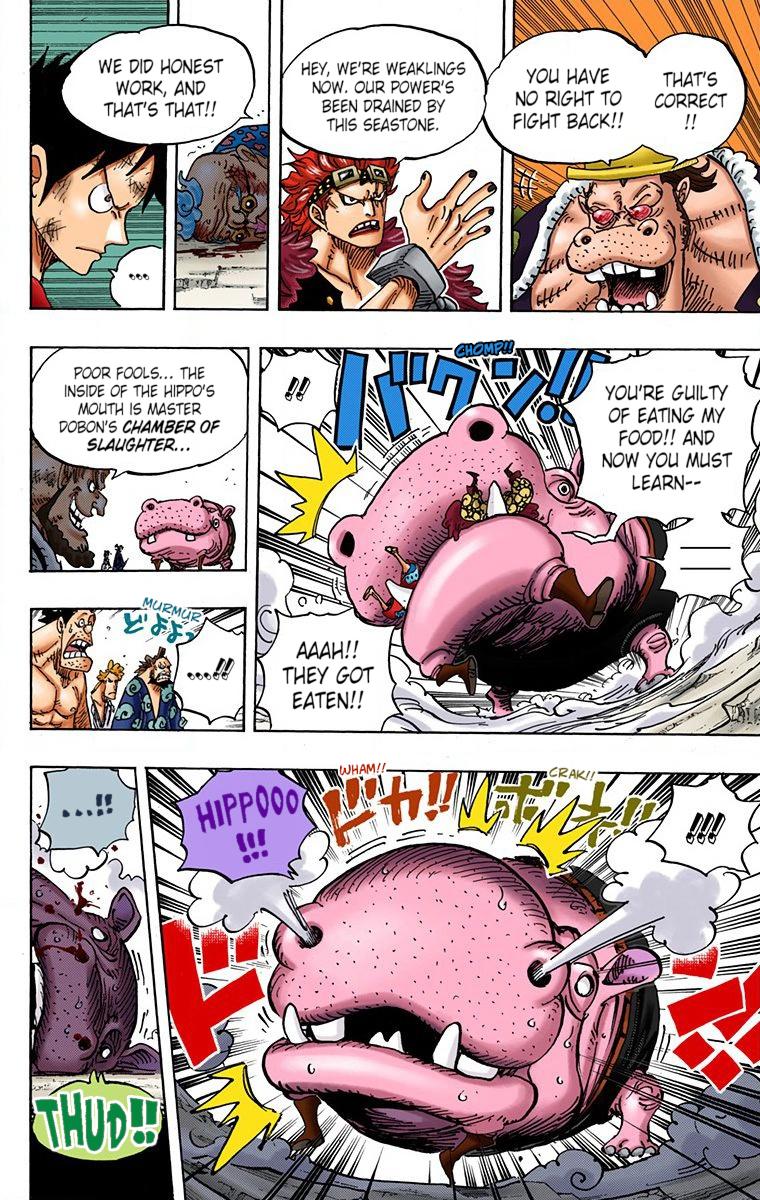 THAT'S
CORRECT
!!
YOU HAVE
NO RIGHT TO
FIGHT BACK!!
HEY, WE'RE WEAKLINGS
NOW. OUR POWER'S
BEEN DRAINED BY
THIS SEASTONE.
WE DID HONEST
WORK, AND
THAT'S THAT!!
...
YOU'RE GUILTY
OF EATING MY
FOOD!! AND
NOW YOU MUST
LEARN--
CHOMP!!
バクン!!
!!
AAAH!!
THEY GOT
EATEN!!
POOR FOOLS... THE
INSIDE OF THE HIPPO'S
MOUTH IS MASTER
DOBON'S CHAMBER OF
SLAUGHTER...
MURMUR
どよよっ
....!!
!!!
CRAK!!
WHAM!!
ドカ!!
HIPPOOO
!!!
ド
...!!
THUD!!